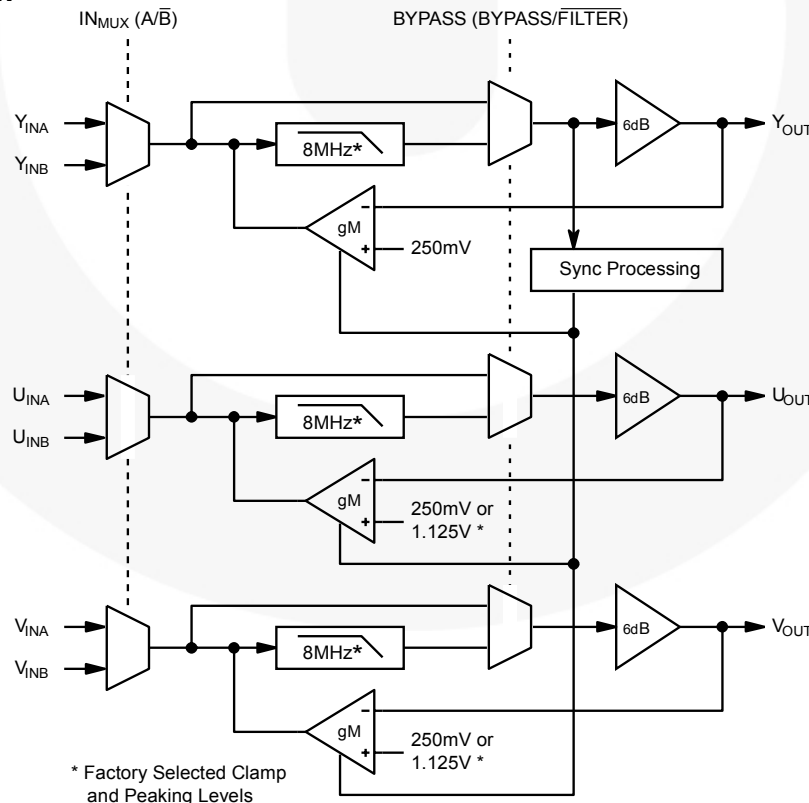 IN_MUX (A/B̅)
BYPASS (BYPASS/F̅I̅L̅T̅E̅R̅)
Y_INA
Y_INB
8MHz*
6dB
Y_OUT
gM
−
+
250mV
Sync Processing
U_INA
U_INB
8MHz*
6dB
U_OUT
gM
−
+
250mV or
1.125V *
V_INA
V_INB
8MHz*
6dB
V_OUT
gM
−
+
250mV or
1.125V *
* Factory Selected Clamp
and Peaking Levels